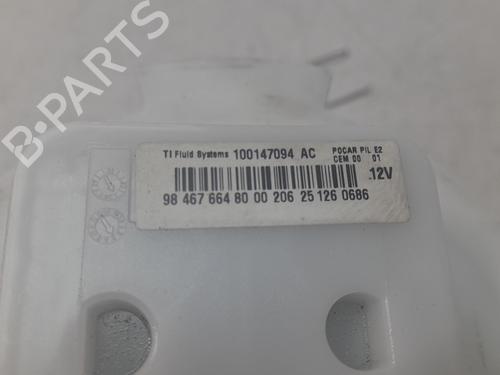 B-PARTS
TI Fluid Systems 100147094 AC
POCAR PIL E2
CEM 00 01
.12V
98 467 664 80 00 206 25 126 0686